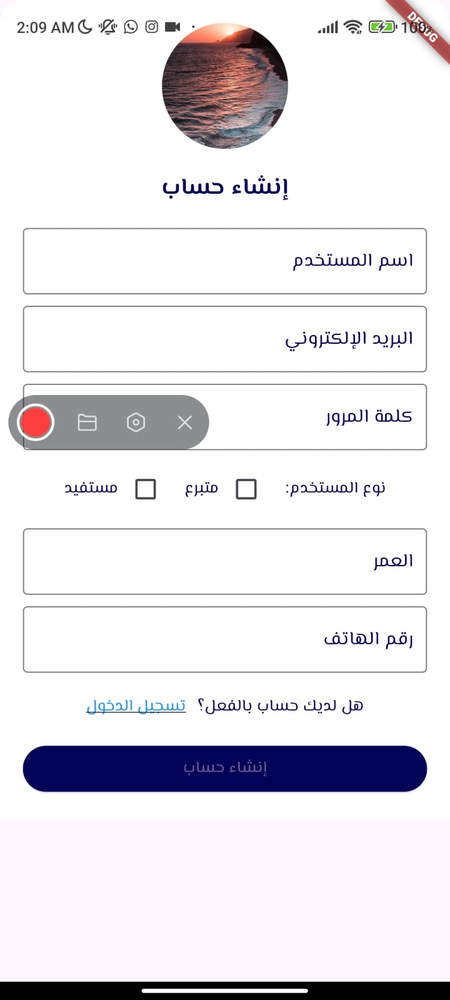 2:09 AM
100%
DEBUG
إنشاء حساب
اسم المستخدم
البريد الإلكتروني
كلمة المرور
نوع المستخدم: متبرع مستفيد
العمر
رقم الهاتف
هل لديك حساب بالفعل؟ تسجيل الدخول
إنشاء حساب